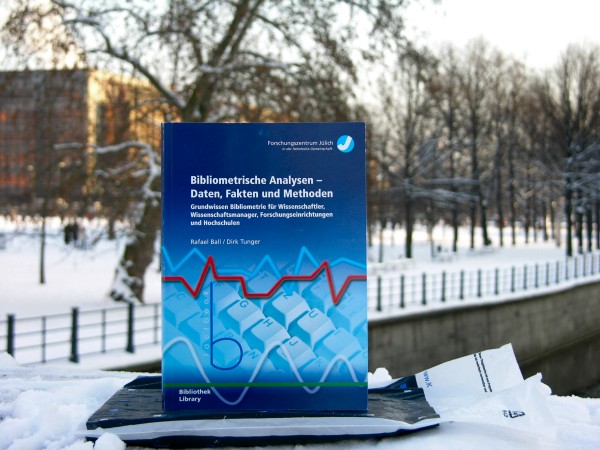 Forschungszentrum Jülich
in der Helmholtz-Gemeinschaft
Bibliometrische Analysen –
Daten, Fakten und Methoden
Grundwissen Bibliometrie für Wissenschaftler,
Wissenschaftsmanager, Forschungseinrichtungen
und Hochschulen
Rafael Ball / Dirk Tunger
b
Bibliothek
Library